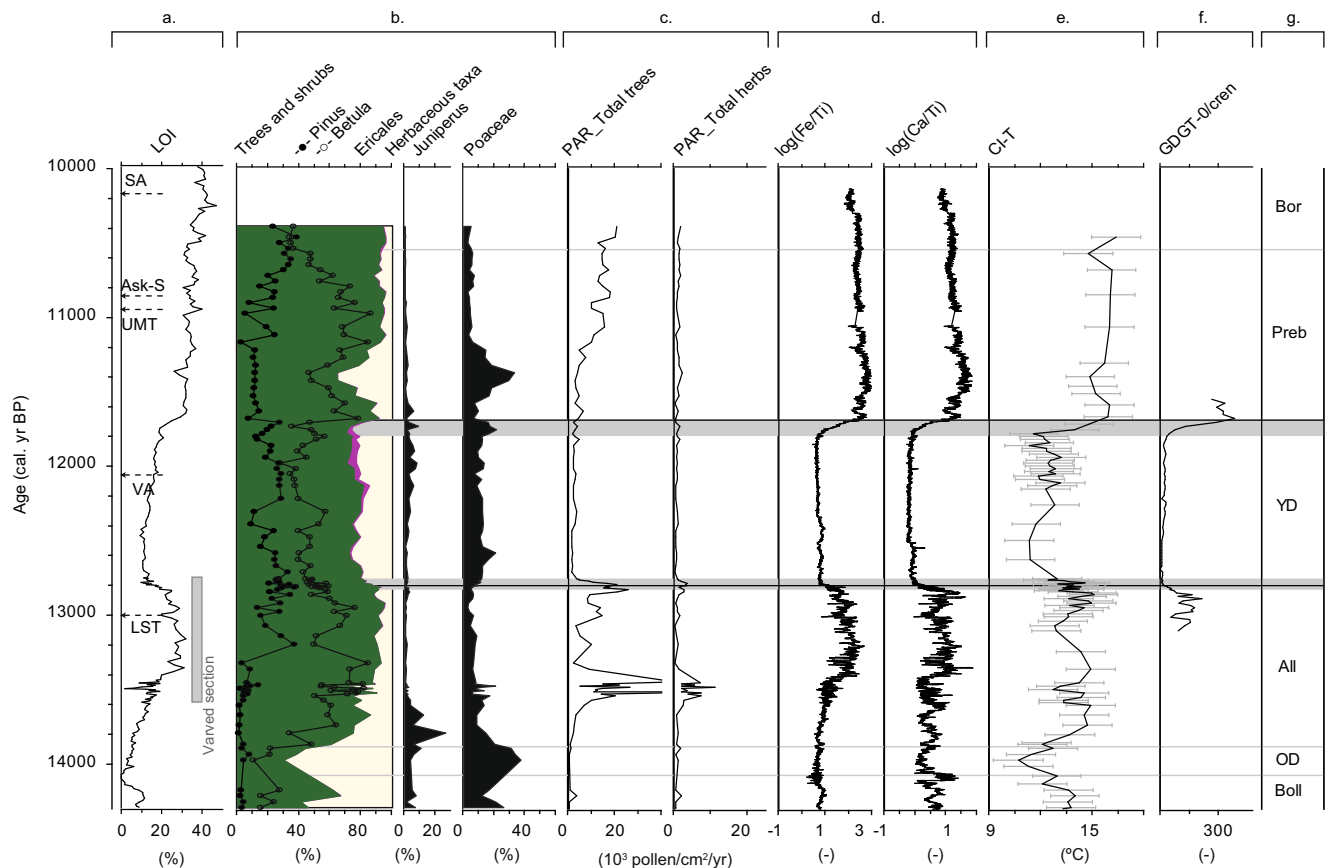 a. b. c. d. e. f. g.
LOI
Trees and shrubs
-●- Pinus
-○- Betula
Ericales
Herbaceous taxa
Juniperus
Poaceae
PAR_Total trees
PAR_Total herbs
log(Fe/Ti)
log(Ca/Ti)
CI-T
GDGT-0/cren
Age (cal. yr BP)
10000
11000
12000
13000
14000
SA
Ask-S
UMT
VA
LST
Varved section
Bor
Preb
YD
All
OD
Boll
0 20 40 0 40 80 0 20 0 40 0 20 0 20 -1 1 3 -1 1 9 15 300
(%) (%) (%) (%) (10³ pollen/cm²/yr) (-) (-) (ºC) (-)